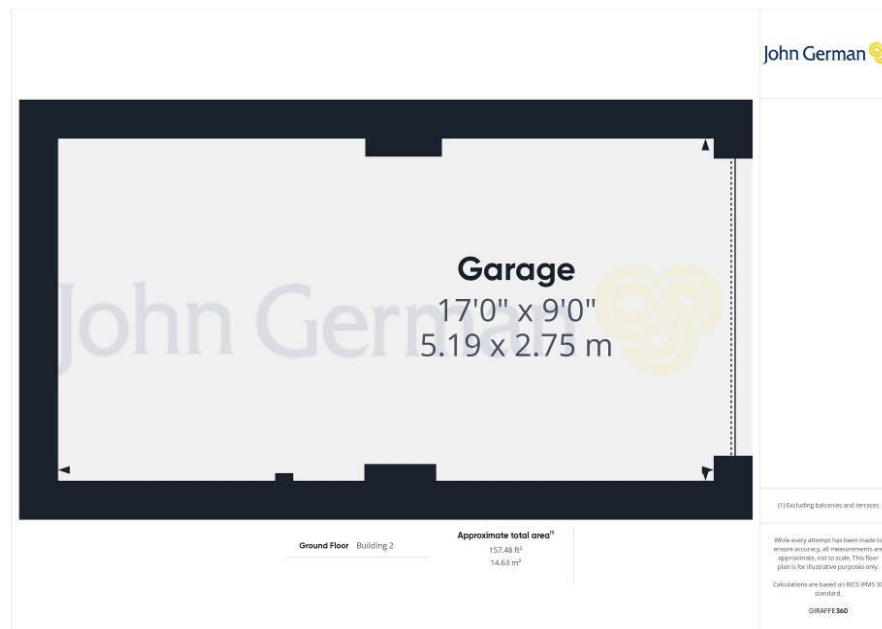 John German
Garage
17'0" x 9'0"
5.19 x 2.75 m
John German
Ground Floor Building 2
Approximate total area⁽¹⁾
157.48 ft²
14.63 m²
(1) Excluding balconies and terraces
While every attempt has been made to
ensure accuracy, all measurements are
approximate, not to scale. This floor
plan is for illustrative purposes only.
Calculations are based on RICS IPMS 3C
standard.
GIRAFFE360